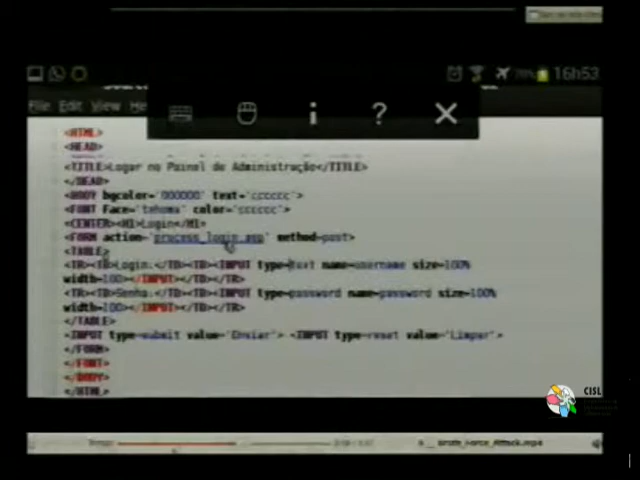 16h53
File Edit View He
<HTML>
<HEAD>
<TITLE>Logar no Painel de Administração</TITLE>
</HEAD>
<BODY bgcolor='000000' text='cccccc'>
<FONT Face='tahoma' color='cccccc'>
<CENTER><H1>Login</H1>
<FORM action='process_login.asp' method=post>
<TABLE>
<TR><TD>Login:</TD><TD><INPUT type=text name=username size=100%
width=100></INPUT></TD></TR>
<TR><TD>Senha:</TD><TD><INPUT type=password name=password size=100%
width=100></INPUT></TD></TR>
</TABLE>
<INPUT type=submit value='Enviar'> <INPUT type=reset value='Limpar'>
</FORM>
</FONT>
</BODY>
</HTML>
CISL
Brute_Force_Attack.mp4